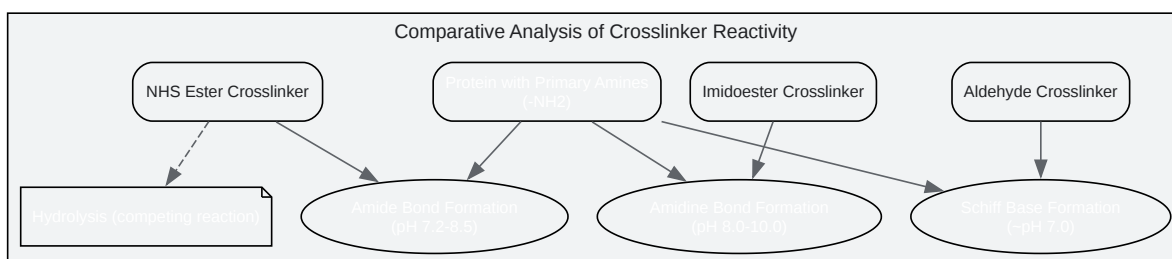 Comparative Analysis of Crosslinker Reactivity
NHS Ester Crosslinker
Protein with Primary Amines
(-NH2)
Imidoester Crosslinker
Aldehyde Crosslinker
Hydrolysis (competing reaction)
Amide Bond Formation
(pH 7.2-8.5)
Amidine Bond Formation
(pH 8.0-10.0)
Schiff Base Formation
(~pH 7.0)